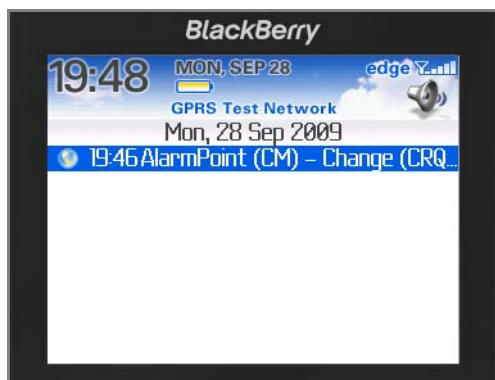 BlackBerry
19:48 MON, SEP 28 edge
GPRS Test Network
Mon, 28 Sep 2009
19:46 AlarmPoint (CM) – Change (CRQ...